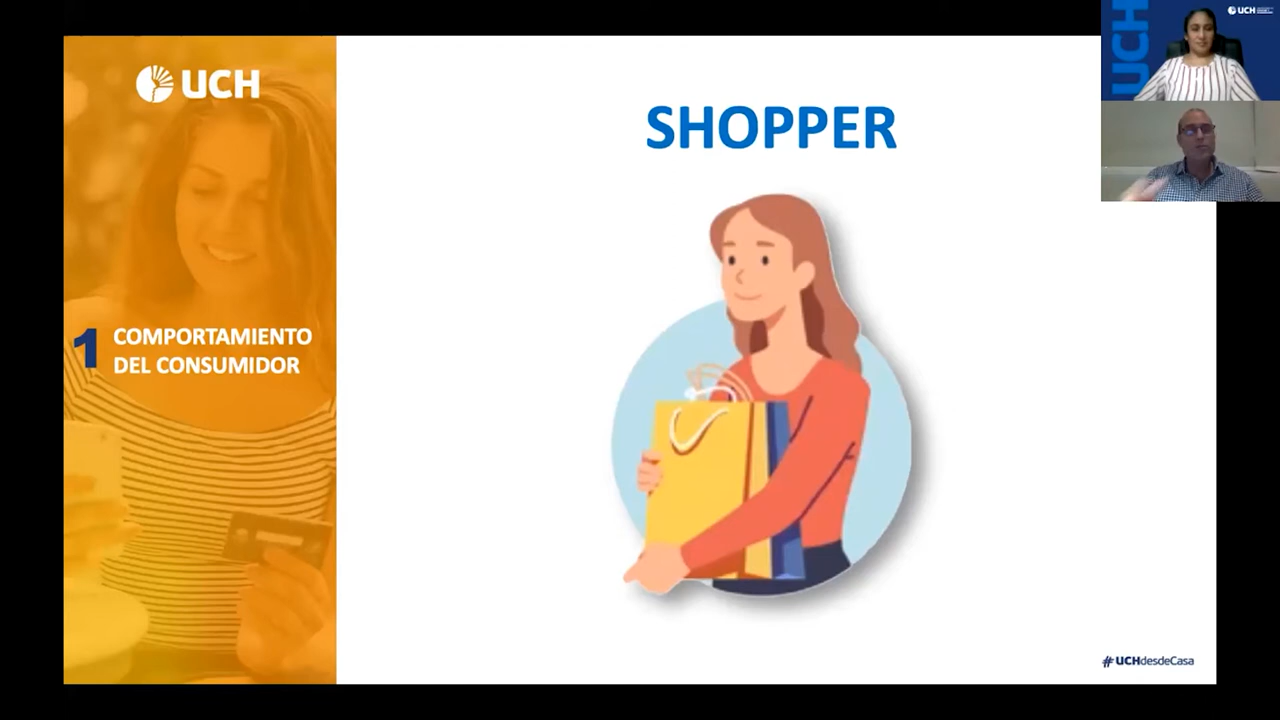 UCH
SHOPPER
1 COMPORTAMIENTO
DEL CONSUMIDOR
#UCHdesdeCasa
UCH
UCH